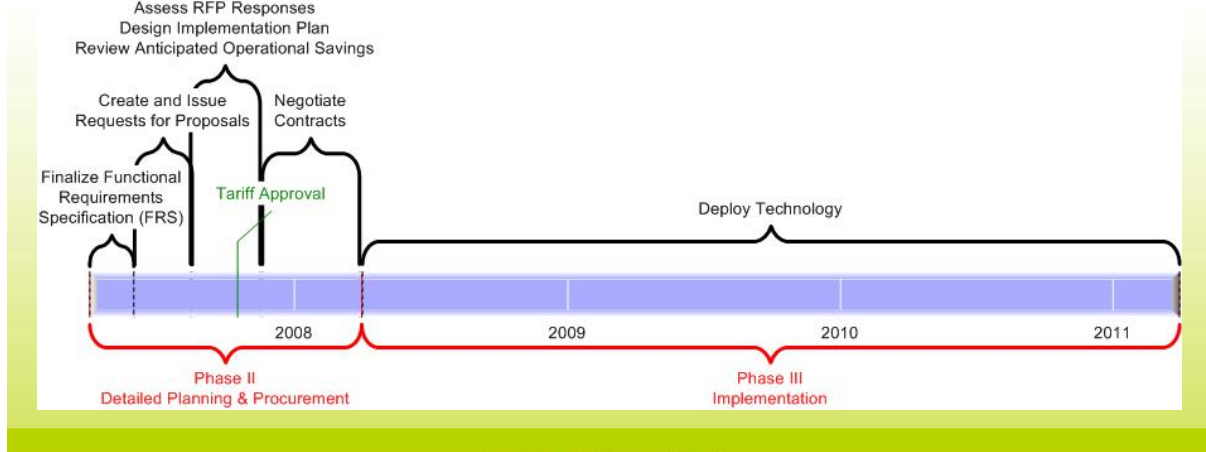 Assess RFP Responses
Design Implementation Plan
Review Anticipated Operational Savings
Create and Issue
Requests for Proposals
Negotiate
Contracts
Finalize Functional
Requirements
Specification (FRS)
Tariff Approval
Deploy Technology
2008
2009
2010
2011
Phase II
Detailed Planning & Procurement
Phase III
Implementation